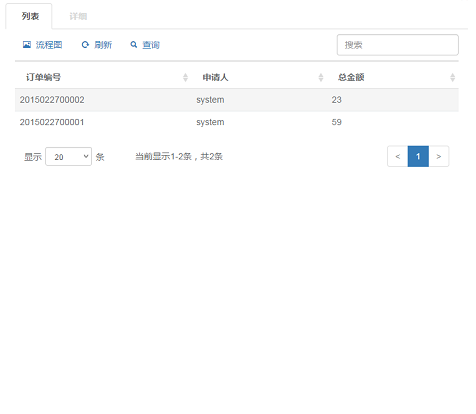 列表 详细
流程图 刷新 查询 搜索
订单编号 申请人 总金额
2015022700002 system 23
2015022700001 system 59
显示 20 条 当前显示1-2条，共2条 < 1 >